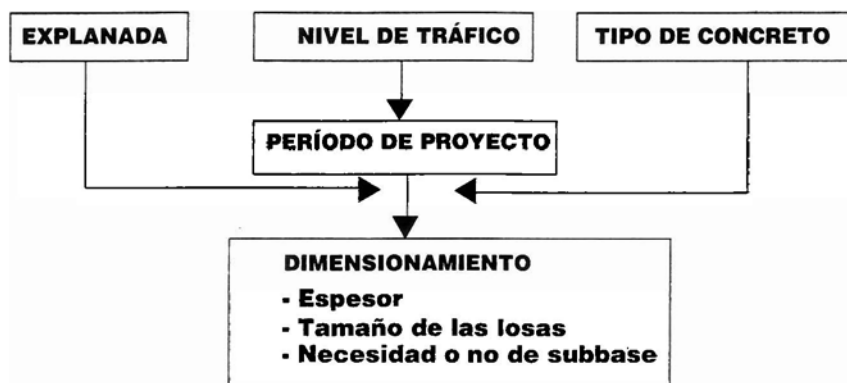 EXPLANADA
NIVEL DE TRÁFICO
TIPO DE CONCRETO
PERÍODO DE PROYECTO
DIMENSIONAMIENTO
- Espesor
- Tamaño de las losas
- Necesidad o no de subbase